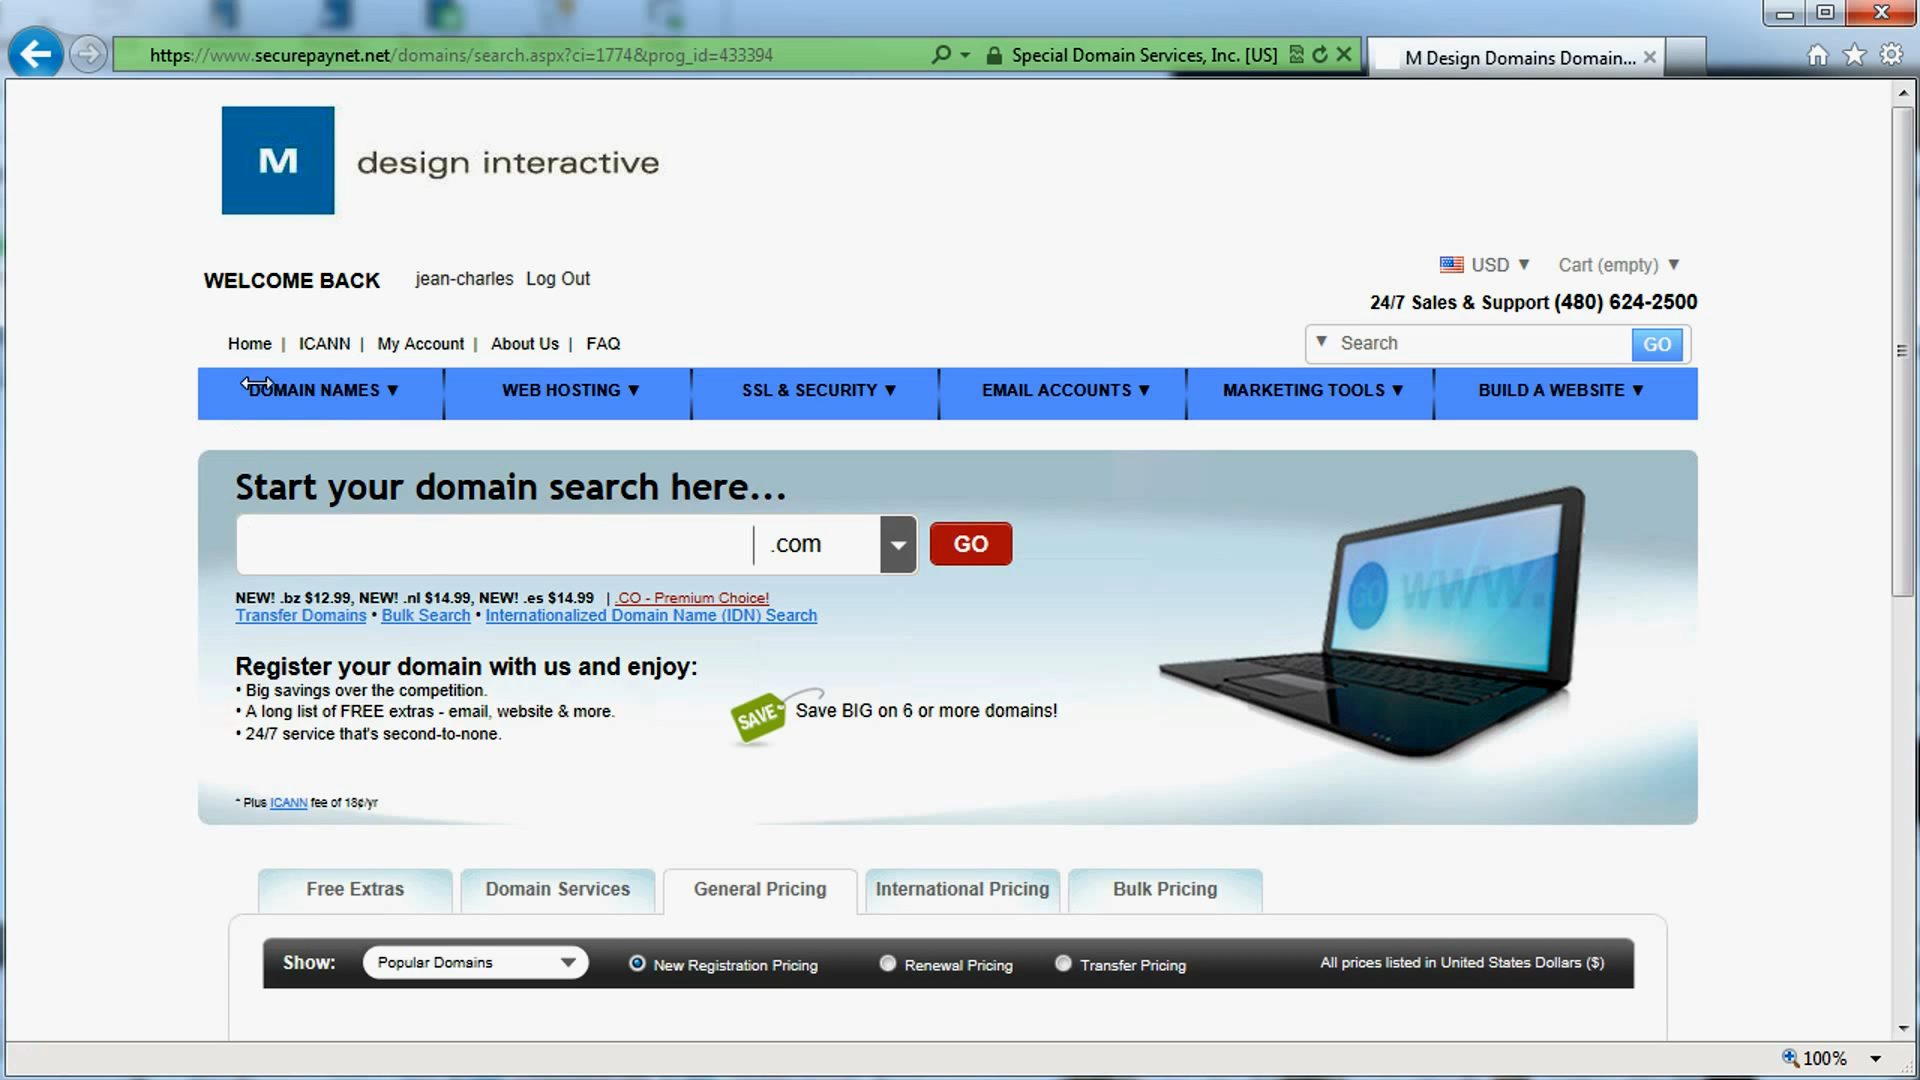 https://www.securepaynet.net/domains/search.aspx?ci=1774&prog_id=433394
Special Domain Services, Inc. [US]
M Design Domains Domain...
M
design interactive
WELCOME BACK jean-charles Log Out
USD ▼ Cart (empty) ▼
24/7 Sales & Support (480) 624-2500
Home | ICANN | My Account | About Us | FAQ
▼ Search GO
DOMAIN NAMES ▼ WEB HOSTING ▼ SSL & SECURITY ▼ EMAIL ACCOUNTS ▼ MARKETING TOOLS ▼ BUILD A WEBSITE ▼
Start your domain search here...
.com GO
NEW! .bz $12.99, NEW! .nl $14.99, NEW! .es $14.99 | .CO - Premium Choice!
Transfer Domains • Bulk Search • Internationalized Domain Name (IDN) Search
GO WWW.
Register your domain with us and enjoy:
• Big savings over the competition.
• A long list of FREE extras - email, website & more.
• 24/7 service that's second-to-none.
SAVE Save BIG on 6 or more domains!
* Plus ICANN fee of 18¢/yr
Free Extras Domain Services General Pricing International Pricing Bulk Pricing
Show: Popular Domains New Registration Pricing Renewal Pricing Transfer Pricing All prices listed in United States Dollars ($)
100%